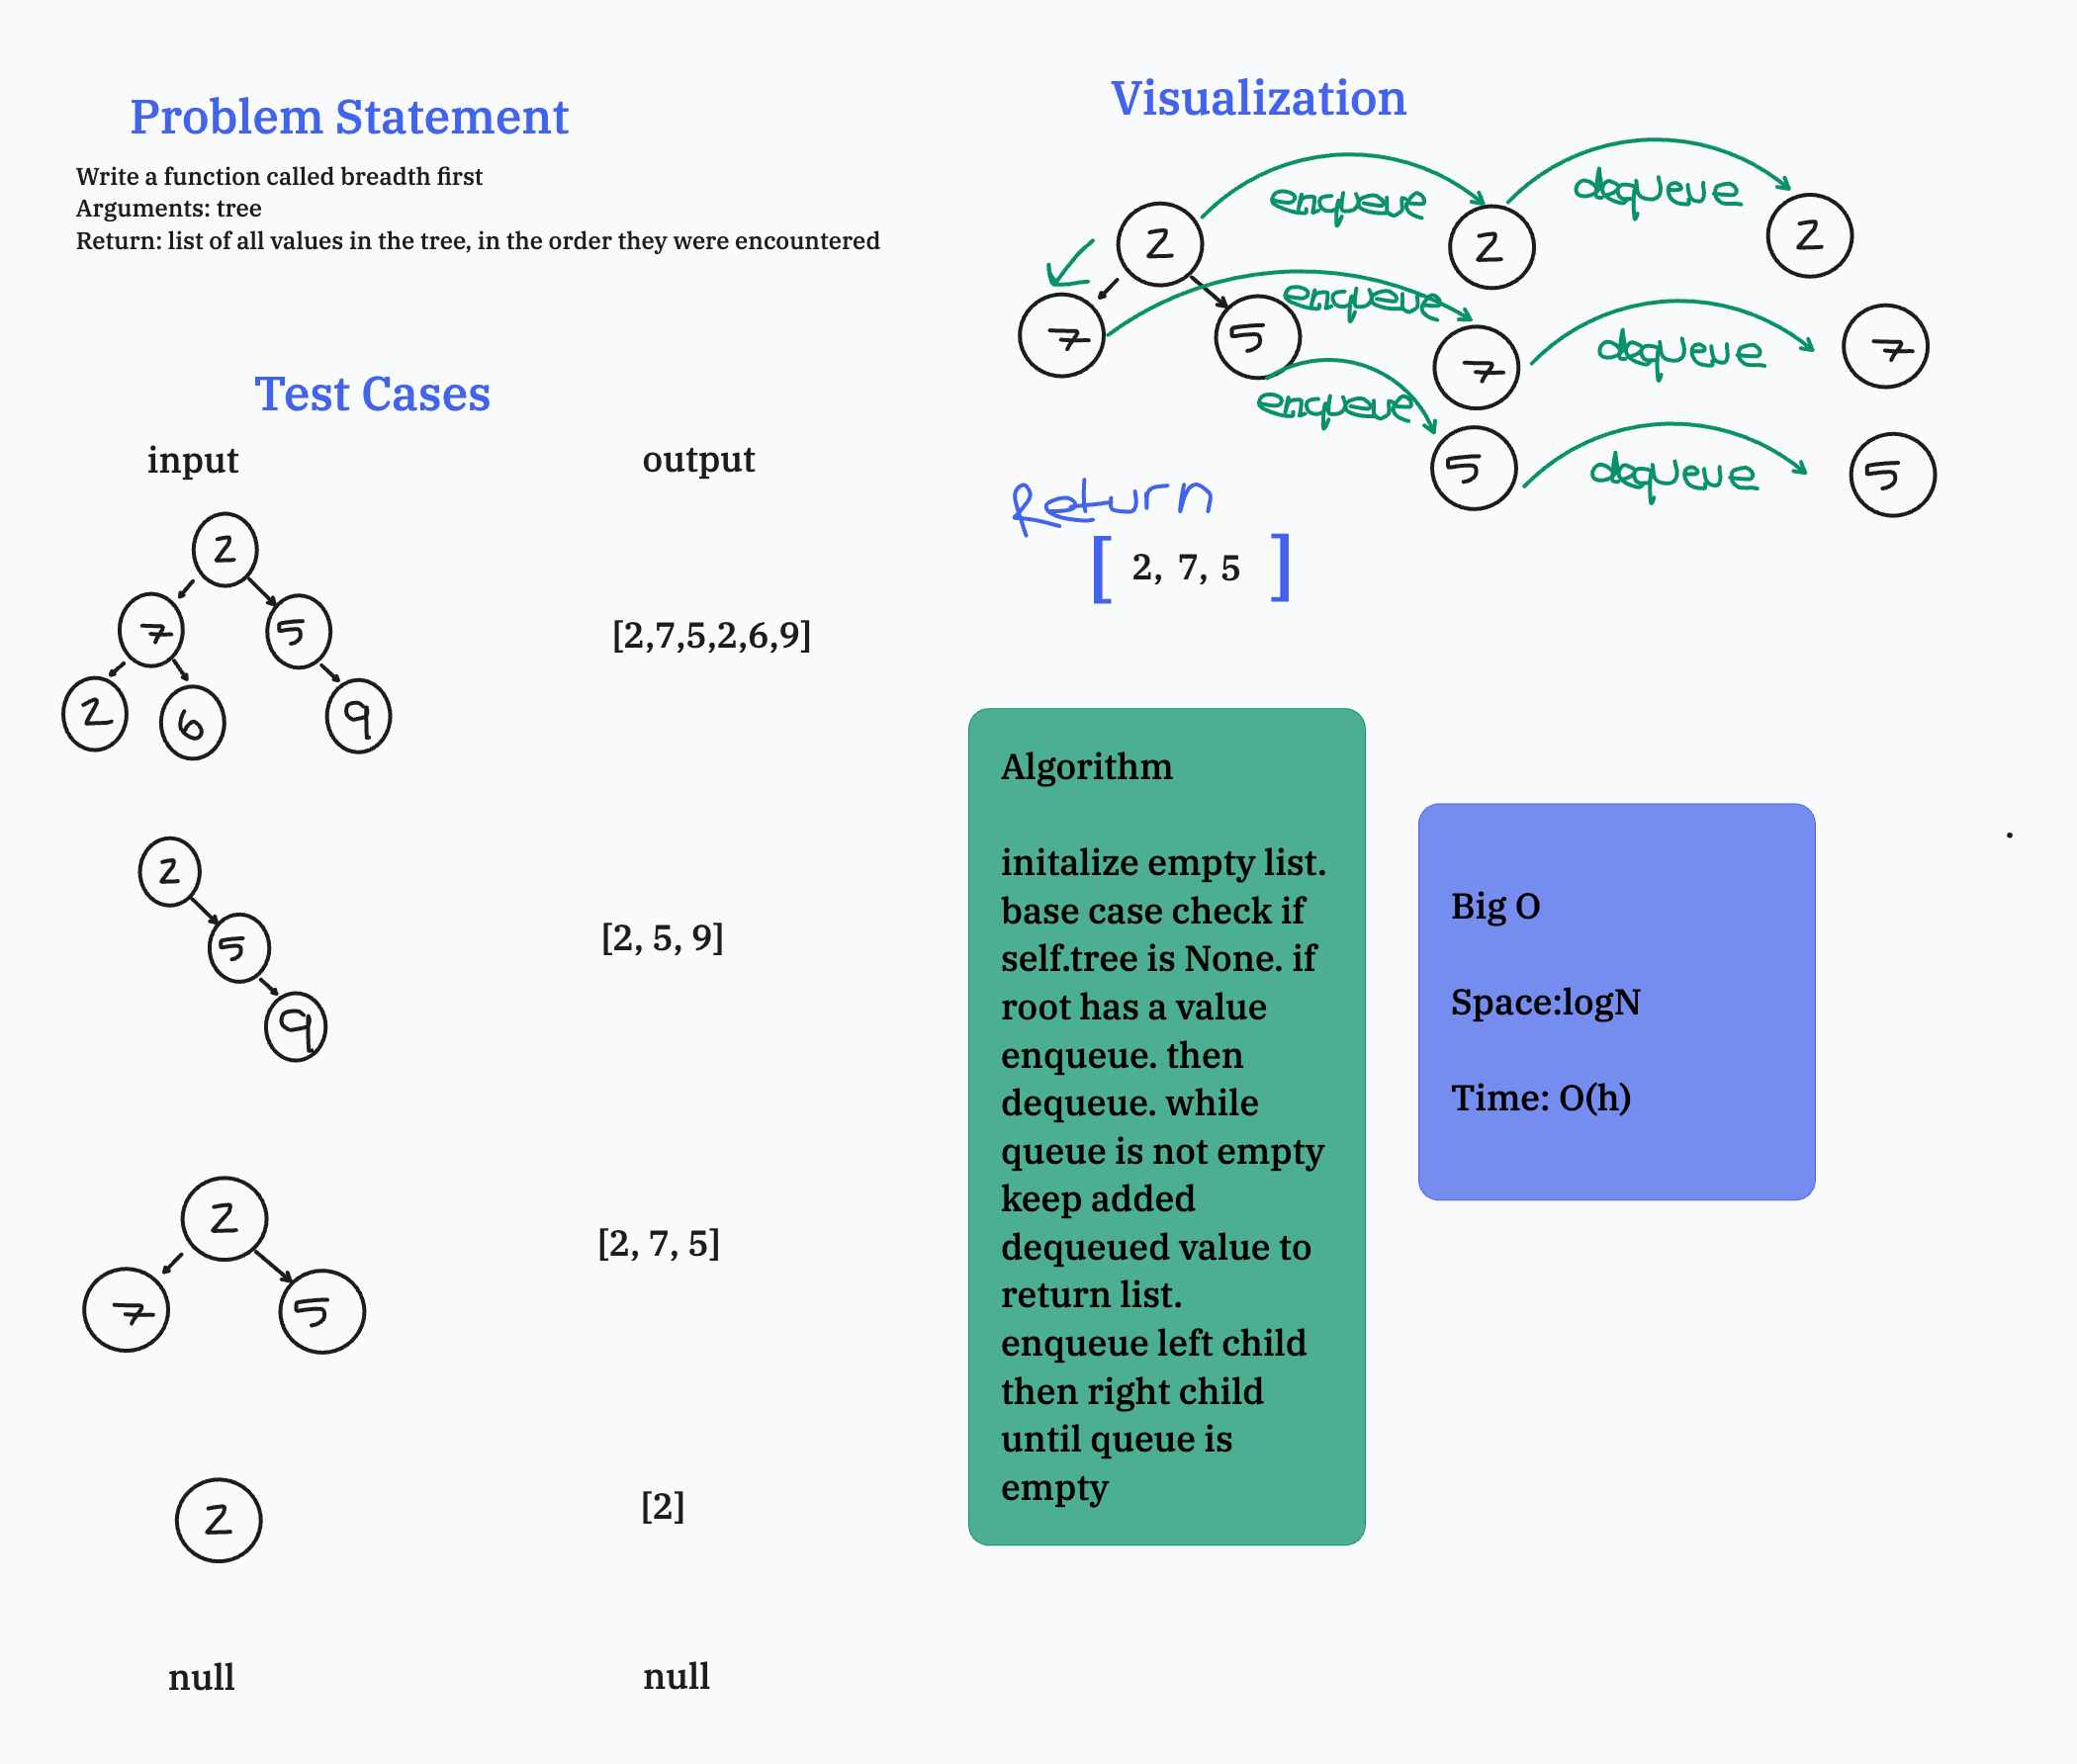 Problem Statement
Write a function called breadth first
Arguments: tree
Return: list of all values in the tree, in the order they were encountered
Test Cases
input
output
2
7
5
2
6
9
[2,7,5,2,6,9]
2
5
9
[2, 5, 9]
2
7
5
[2, 7, 5]
2
[2]
null
null
Visualization
2
enqueue
2
dequeue
2
7
5
enqueue
7
dequeue
7
enqueue
5
dequeue
5
Return
[ 2, 7, 5 ]
Algorithm
initalize empty list.
base case check if
self.tree is None. if
root has a value
enqueue. then
dequeue. while
queue is not empty
keep added
dequeued value to
return list.
enqueue left child
then right child
until queue is
empty
Big O
Space:logN
Time: O(h)